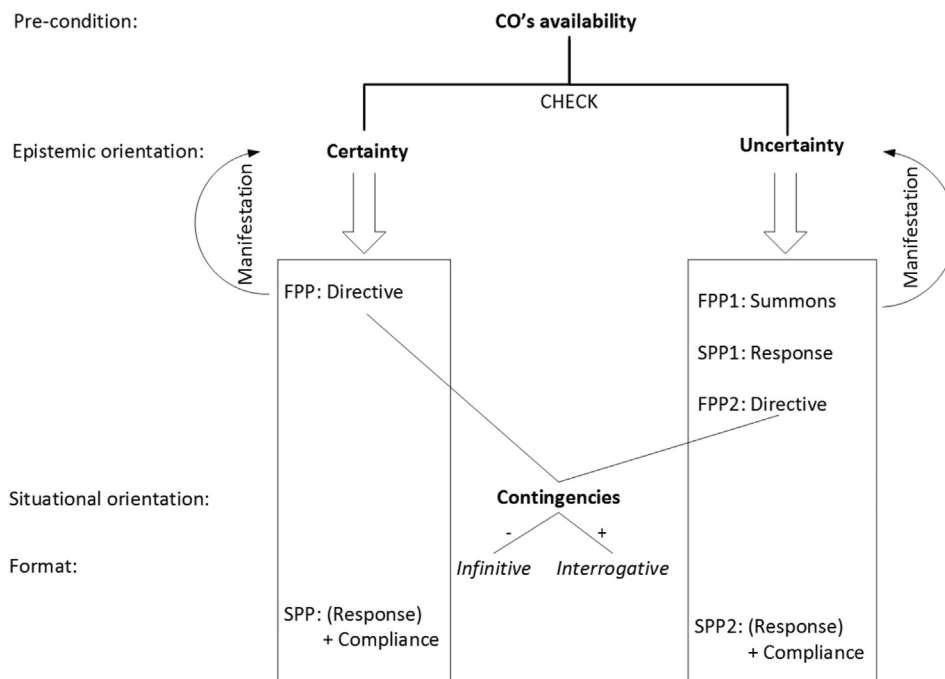 Pre-condition: CO's availability
CHECK
Epistemic orientation: Certainty Uncertainty
Manifestation Manifestation
FPP: Directive FPP1: Summons
SPP1: Response
FPP2: Directive
Situational orientation: Contingencies
- +
Format: Infinitive Interrogative
SPP: (Response) SPP2: (Response)
+ Compliance + Compliance